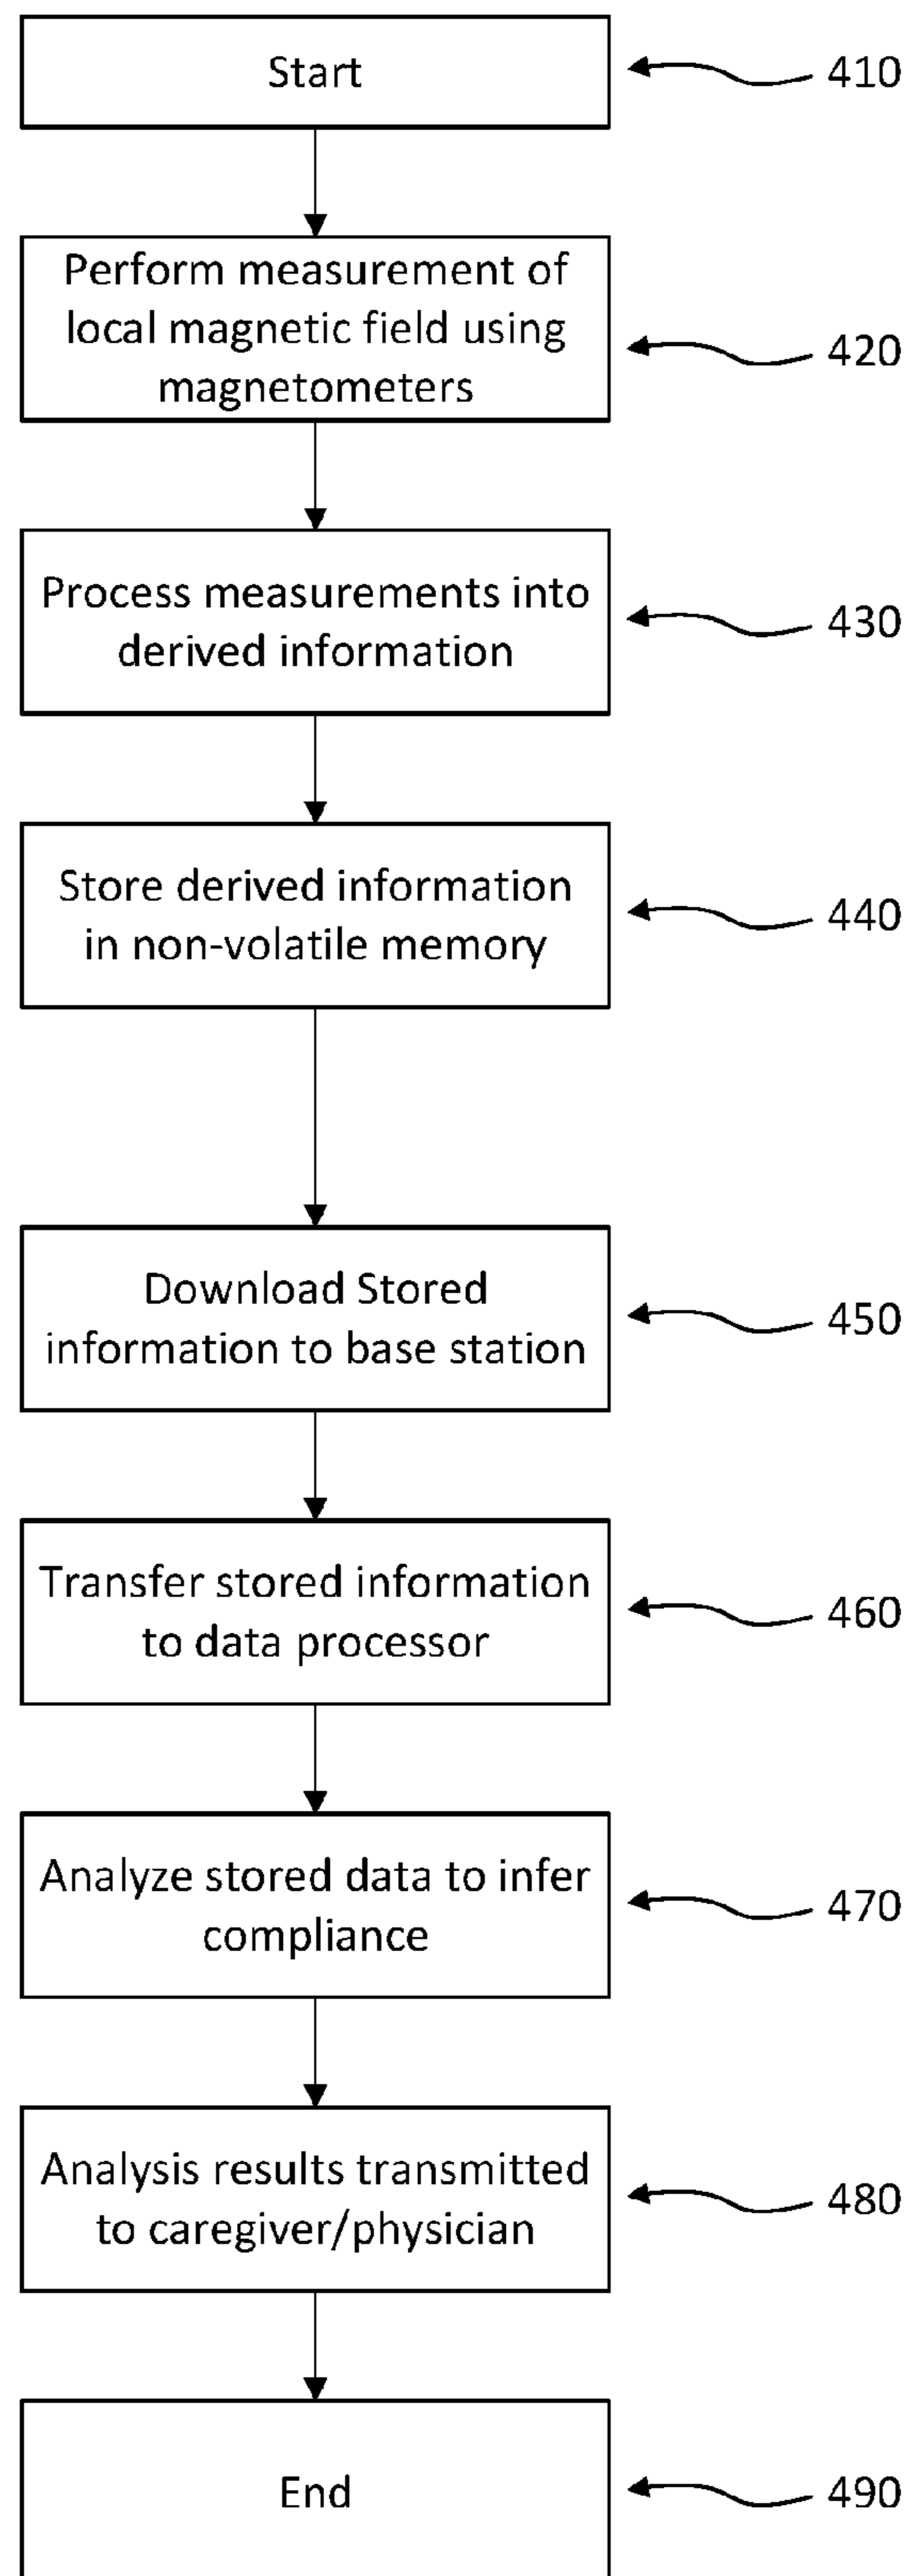 Start
410
Perform measurement of
local magnetic field using
magnetometers
420
Process measurements into
derived information
430
Store derived information
in non-volatile memory
440
Download Stored
information to base station
450
Transfer stored information
to data processor
460
Analyze stored data to infer
compliance
470
Analysis results transmitted
to caregiver/physician
480
End
490